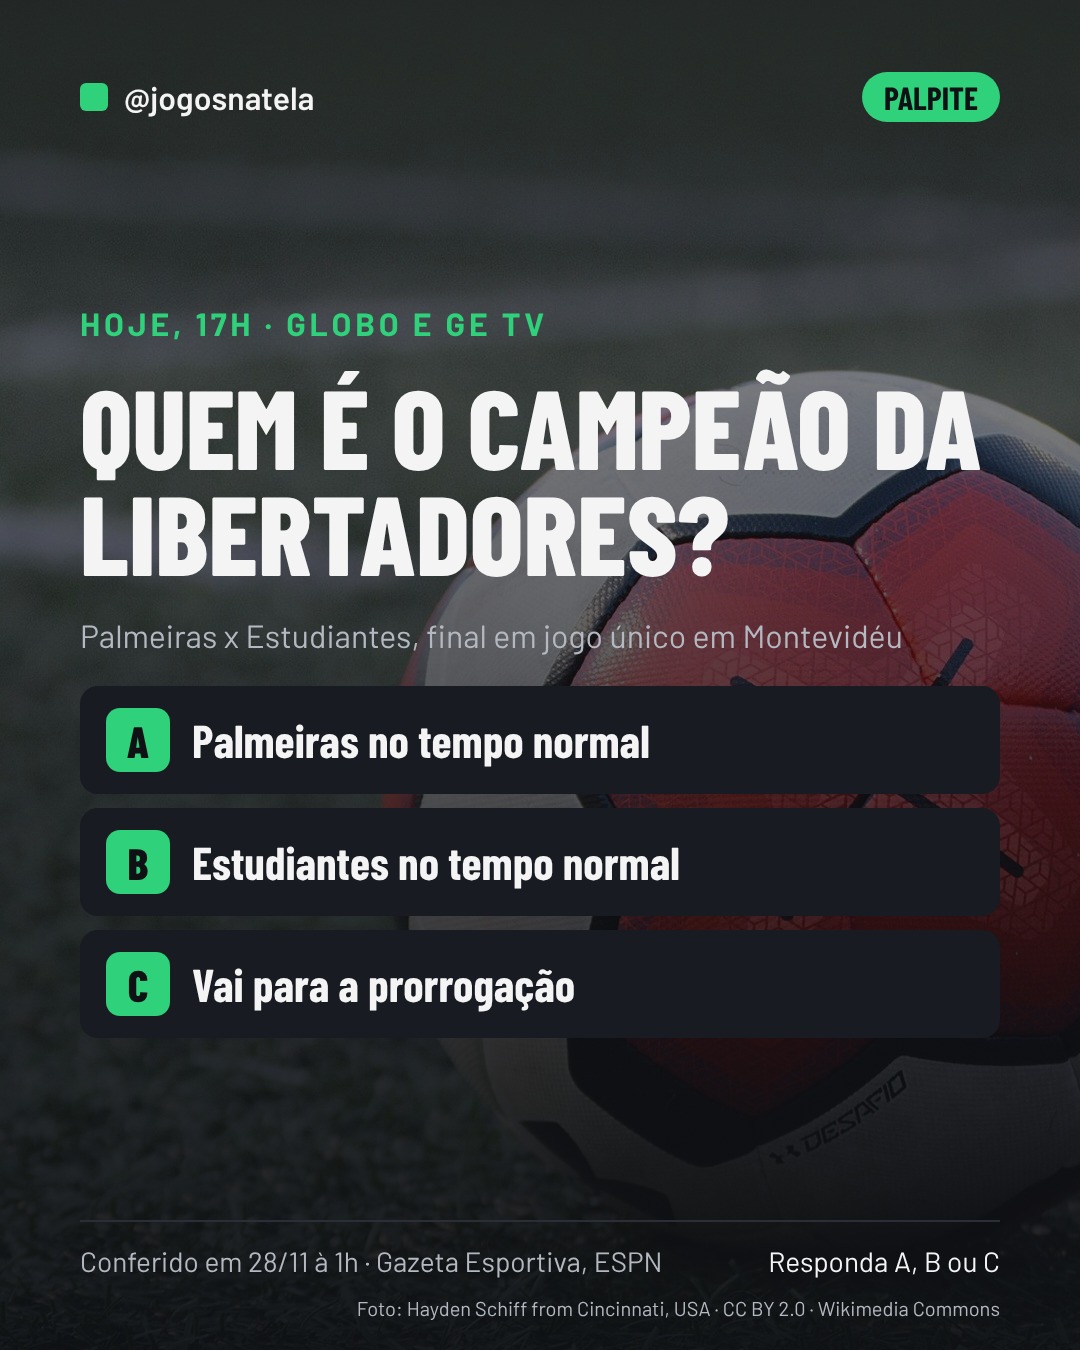 @jogosnatela
PALPITE
HOJE, 17H · GLOBO E GE TV
QUEM É O CAMPEÃO DA
LIBERTADORES?
Palmeiras x Estudiantes, final em jogo único em Montevidéu
A Palmeiras no tempo normal
B Estudiantes no tempo normal
C Vai para a prorrogação
DESAFIO
Conferido em 28/11 à 1h · Gazeta Esportiva, ESPN
Responda A, B ou C
Foto: Hayden Schiff from Cincinnati, USA · CC BY 2.0 · Wikimedia Commons